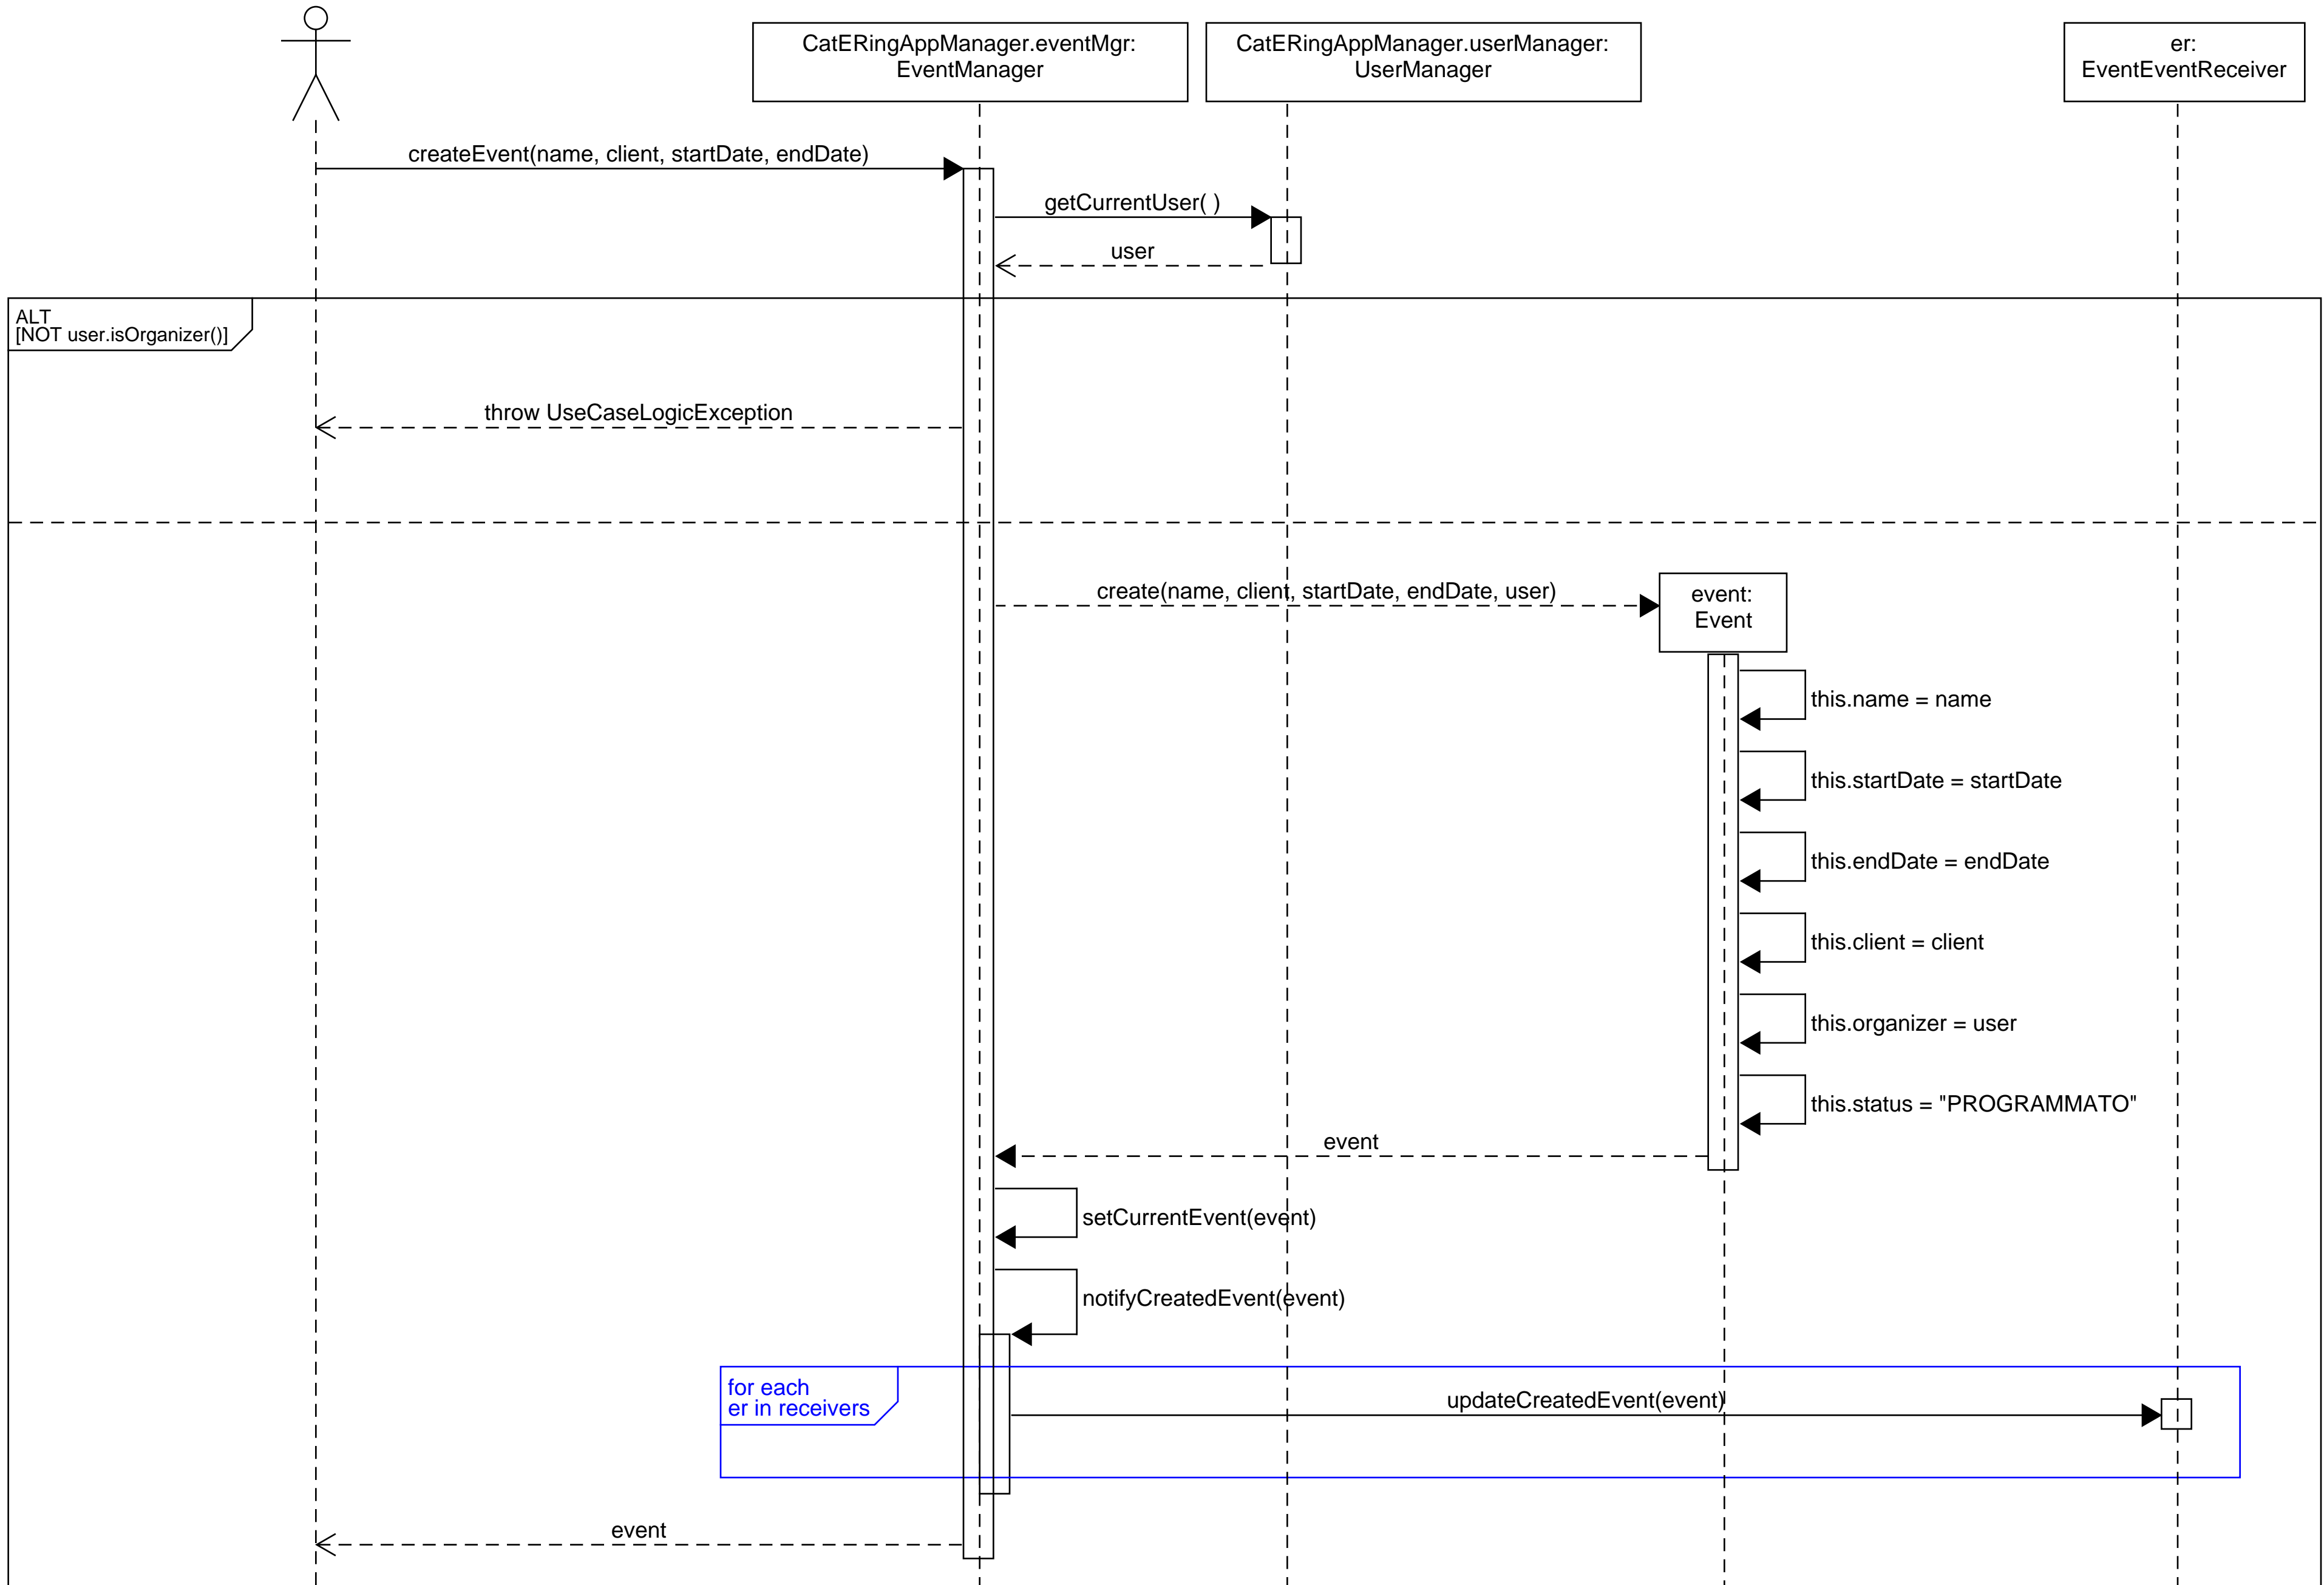 CatERingAppManager.eventMgr:
EventManager
CatERingAppManager.userManager:
UserManager
er:
EventEventReceiver
createEvent(name, client, startDate, endDate)
getCurrentUser( )
user
ALT
[NOT user.isOrganizer()]
throw UseCaseLogicException
create(name, client, startDate, endDate, user)
event:
Event
this.name = name
this.startDate = startDate
this.endDate = endDate
this.client = client
this.organizer = user
this.status = "PROGRAMMATO"
event
setCurrentEvent(event)
notifyCreatedEvent(event)
for each
er in receivers
updateCreatedEvent(event)
event